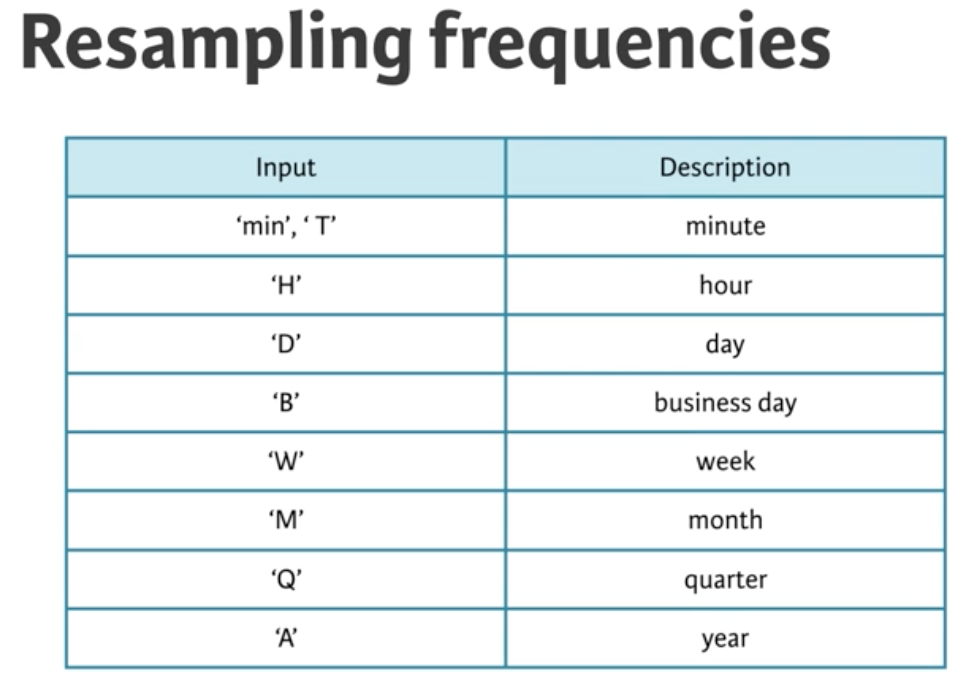 Resampling frequencies
Input Description
‘min’, ‘ T’ minute
‘H’ hour
‘D’ day
‘B’ business day
‘W’ week
‘M’ month
‘Q’ quarter
‘A’ year